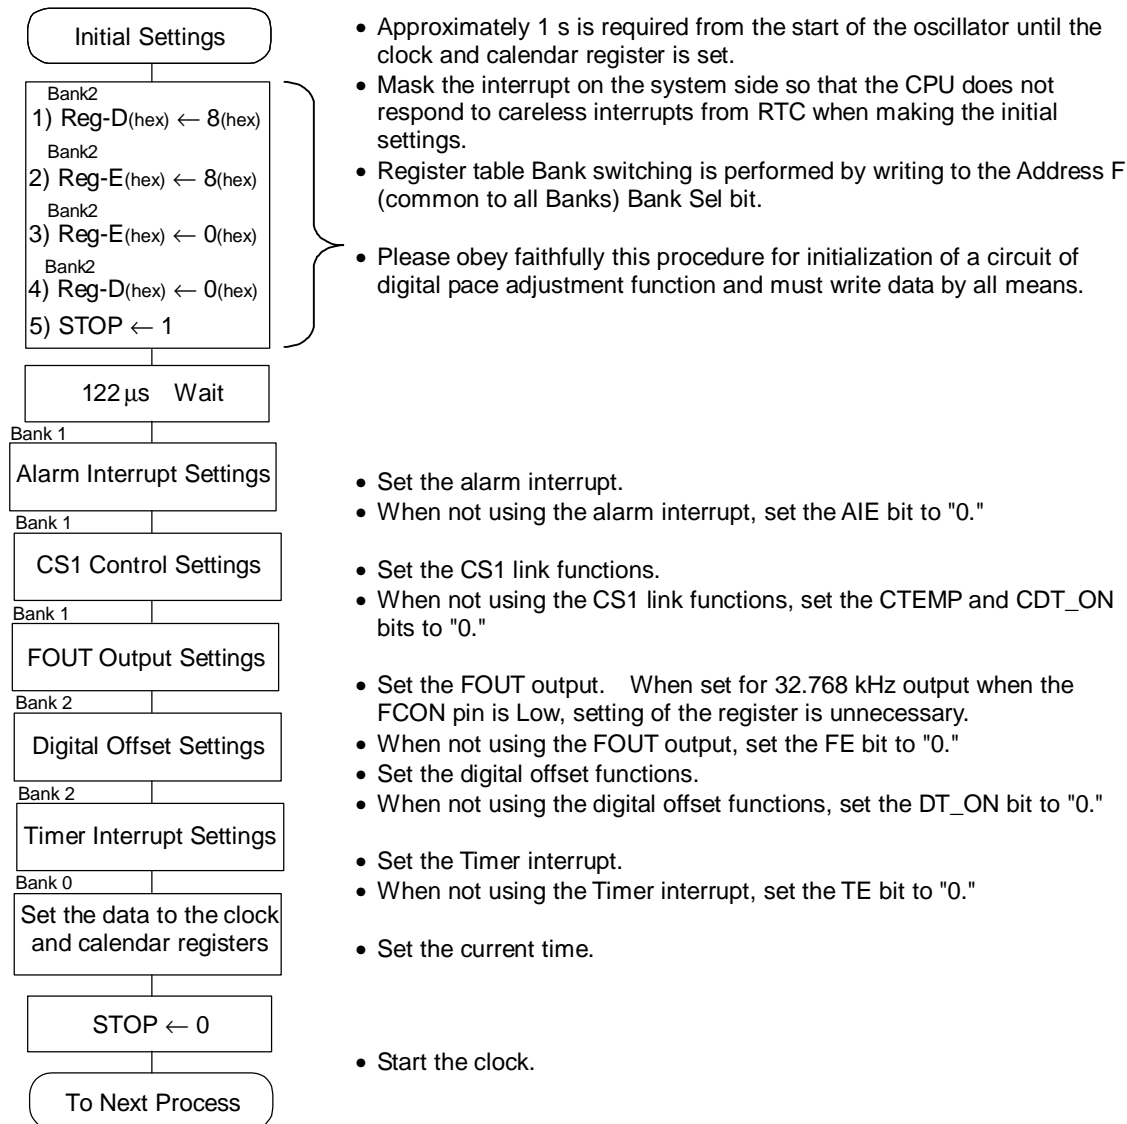 Initial Settings
Bank2
1) Reg-D(hex) ← 8(hex)
Bank2
2) Reg-E(hex) ← 8(hex)
Bank2
3) Reg-E(hex) ← 0(hex)
Bank2
4) Reg-D(hex) ← 0(hex)
5) STOP ← 1
• Approximately 1 s is required from the start of the oscillator until the
clock and calendar register is set.
• Mask the interrupt on the system side so that the CPU does not
respond to careless interrupts from RTC when making the initial
settings.
• Register table Bank switching is performed by writing to the Address F
(common to all Banks) Bank Sel bit.
• Please obey faithfully this procedure for initialization of a circuit of
digital pace adjustment function and must write data by all means.
122 μs Wait
Bank 1
Alarm Interrupt Settings
• Set the alarm interrupt.
• When not using the alarm interrupt, set the AIE bit to "0."
Bank 1
CS1 Control Settings
• Set the CS1 link functions.
• When not using the CS1 link functions, set the CTEMP and CDT_ON
bits to "0."
Bank 1
FOUT Output Settings
• Set the FOUT output. When set for 32.768 kHz output when the
FCON pin is Low, setting of the register is unnecessary.
• When not using the FOUT output, set the FE bit to "0."
Bank 2
Digital Offset Settings
• Set the digital offset functions.
• When not using the digital offset functions, set the DT_ON bit to "0."
Bank 2
Timer Interrupt Settings
• Set the Timer interrupt.
• When not using the Timer interrupt, set the TE bit to "0."
Bank 0
Set the data to the clock
and calendar registers
• Set the current time.
STOP ← 0
• Start the clock.
To Next Process